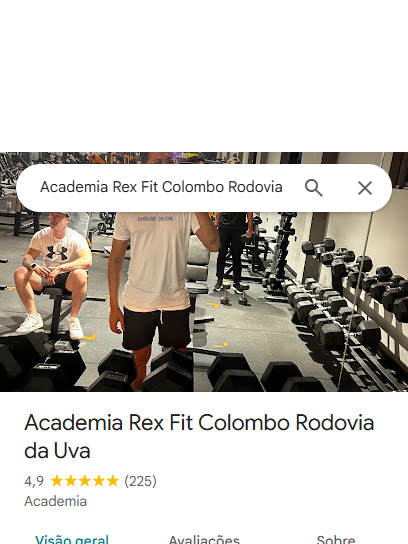 Academia Rex Fit Colombo Rodovia
Academia Rex Fit Colombo Rodovia
da Uva
4,9 (225)
Academia
Visão geral Avaliações Sobre